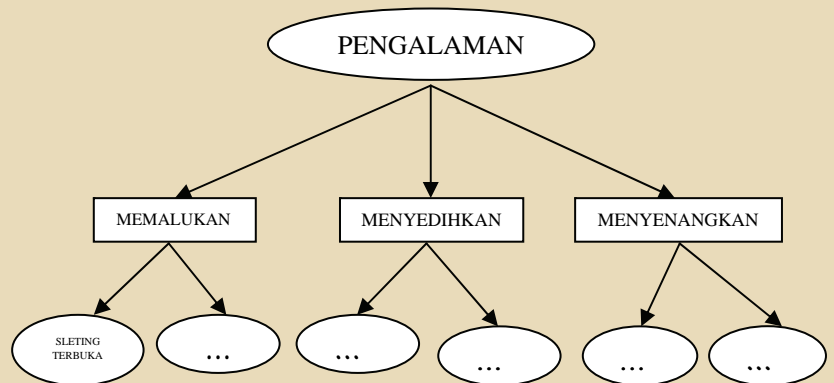 PENGALAMAN
MEMALUKAN
MENYEDIHKAN
MENYENANGKAN
SLETING
TERBUKA
...
...
...
...
...